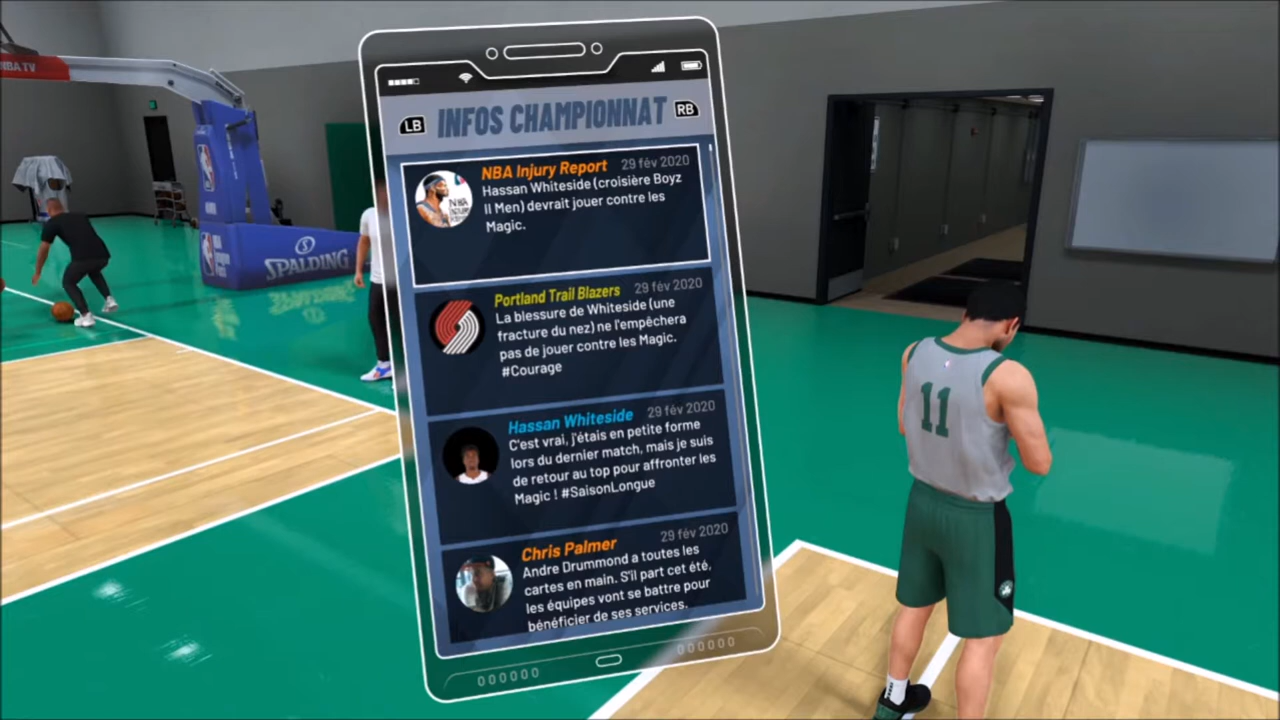 NBA TV
SPALDING
LB INFOS CHAMPIONNAT RB
NBA Injury Report 29 fév 2020
Hassan Whiteside (croisière Boyz
II Men) devrait jouer contre les
Magic.
Portland Trail Blazers 29 fév 2020
La blessure de Whiteside (une
fracture du nez) ne l'empêchera
pas de jouer contre les Magic.
#Courage
Hassan Whiteside 29 fév 2020
C'est vrai, j'étais en petite forme
lors du dernier match, mais je suis
de retour au top pour affronter les
Magic ! #SaisonLongue
Chris Palmer 29 fév 2020
Andre Drummond a toutes les
cartes en main. S'il part cet été,
les équipes vont se battre pour
bénéficier de ses services.
11